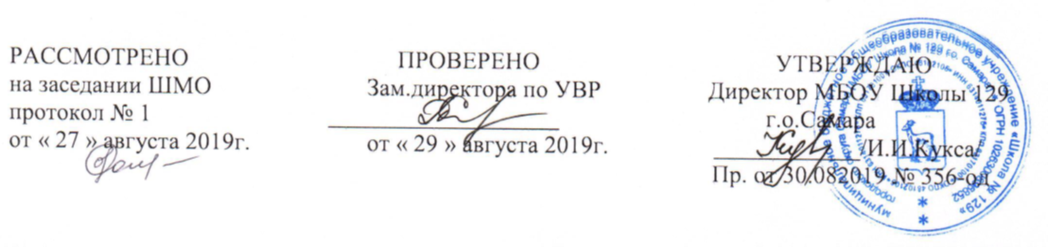 РАССМОТРЕНО
на заседании ШМО
протокол № 1
от « 27 » августа 2019г.
ПРОВЕРЕНО
Зам.директора по УВР
от « 29 » августа 2019г.
УТВЕРЖДАЮ
Директор МБОУ Школы 129
г.о.Самара
/И.И.Кукса
Пр. от 30.082019 № 356-од